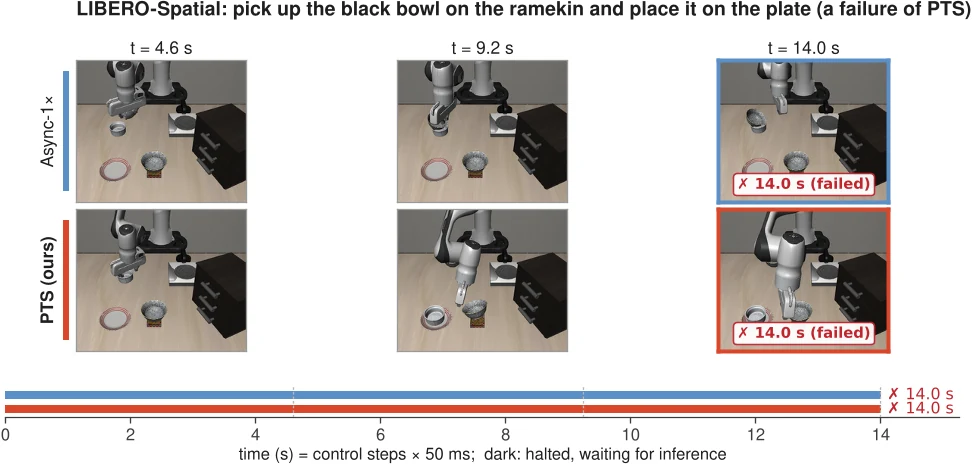 LIBERO-Spatial: pick up the black bowl on the ramekin and place it on the plate (a failure of PTS)
t = 4.6 s
t = 9.2 s
t = 14.0 s
Async-1×
✗ 14.0 s (failed)
PTS (ours)
✗ 14.0 s (failed)
✗ 14.0 s
✗ 14.0 s
0 2 4 6 8 10 12 14
time (s) = control steps × 50 ms; dark: halted, waiting for inference